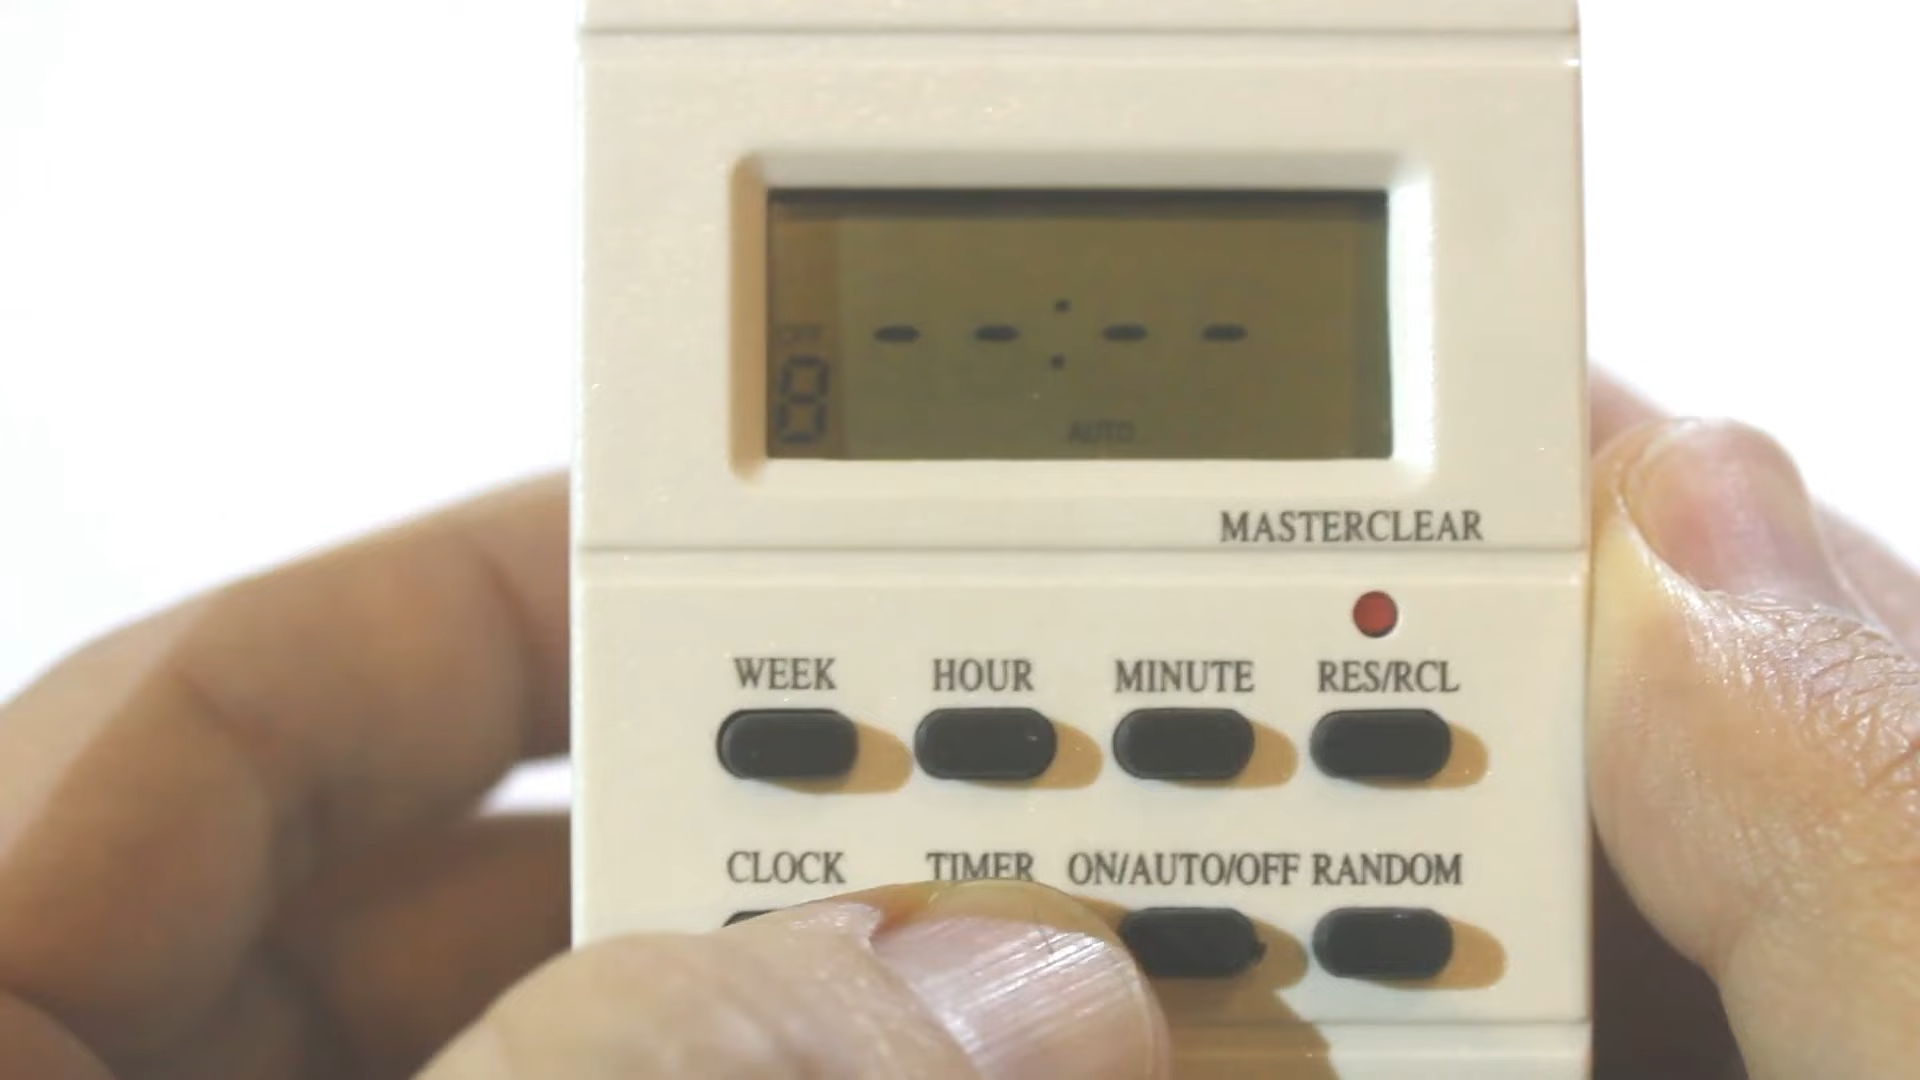 OFF
8 --:--
AUTO
MASTERCLEAR
WEEK HOUR MINUTE RES/RCL
CLOCK TIMER ON/AUTO/OFF RANDOM